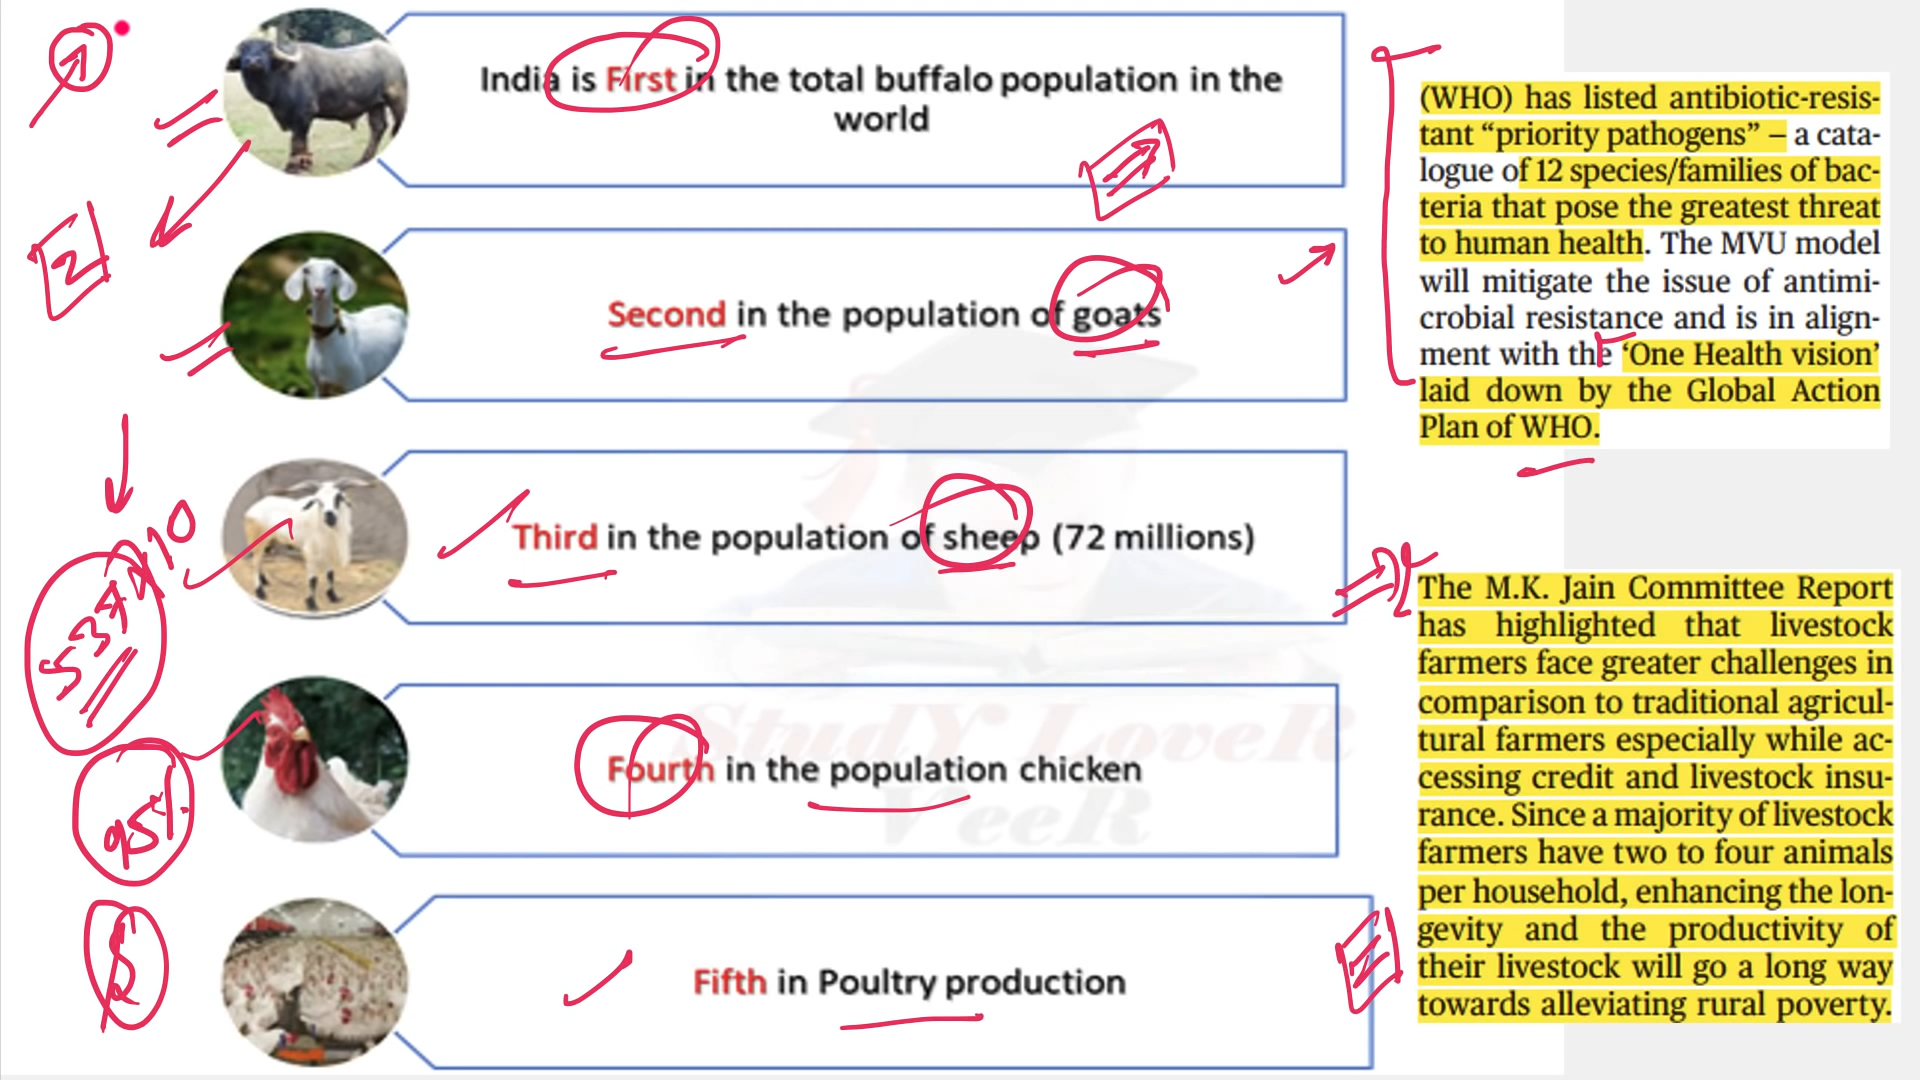 India is First in the total buffalo population in the
world
Second in the population of goats
Third in the population of sheep (72 millions)
Fourth in the population chicken
Fifth in Poultry production
StudY LoveR
VeeR
1
2
95%
5
(WHO) has listed antibiotic-resis-
tant “priority pathogens” – a cata-
logue of 12 species/families of bac-
teria that pose the greatest threat
to human health. The MVU model
will mitigate the issue of antimi-
crobial resistance and is in align-
ment with the ‘One Health vision’
laid down by the Global Action
Plan of WHO.
The M.K. Jain Committee Report
has highlighted that livestock
farmers face greater challenges in
comparison to traditional agricul-
tural farmers especially while ac-
cessing credit and livestock insu-
rance. Since a majority of livestock
farmers have two to four animals
per household, enhancing the lon-
gevity and the productivity of
their livestock will go a long way
towards alleviating rural poverty.